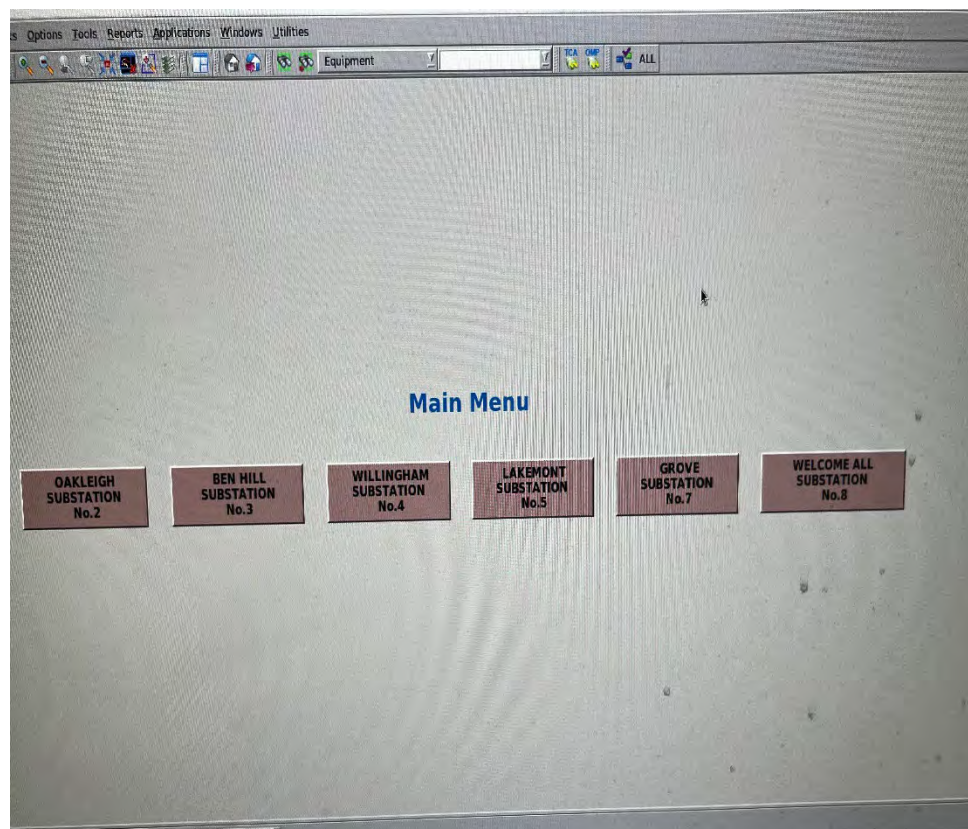 s Options Tools Reports Applications Windows Utilities
Equipment
TCA OMP ALL
Main Menu
OAKLEIGH
SUBSTATION
No.2
BEN HILL
SUBSTATION
No.3
WILLINGHAM
SUBSTATION
No.4
LAKEMONT
SUBSTATION
No.5
GROVE
SUBSTATION
No.7
WELCOME ALL
SUBSTATION
No.8